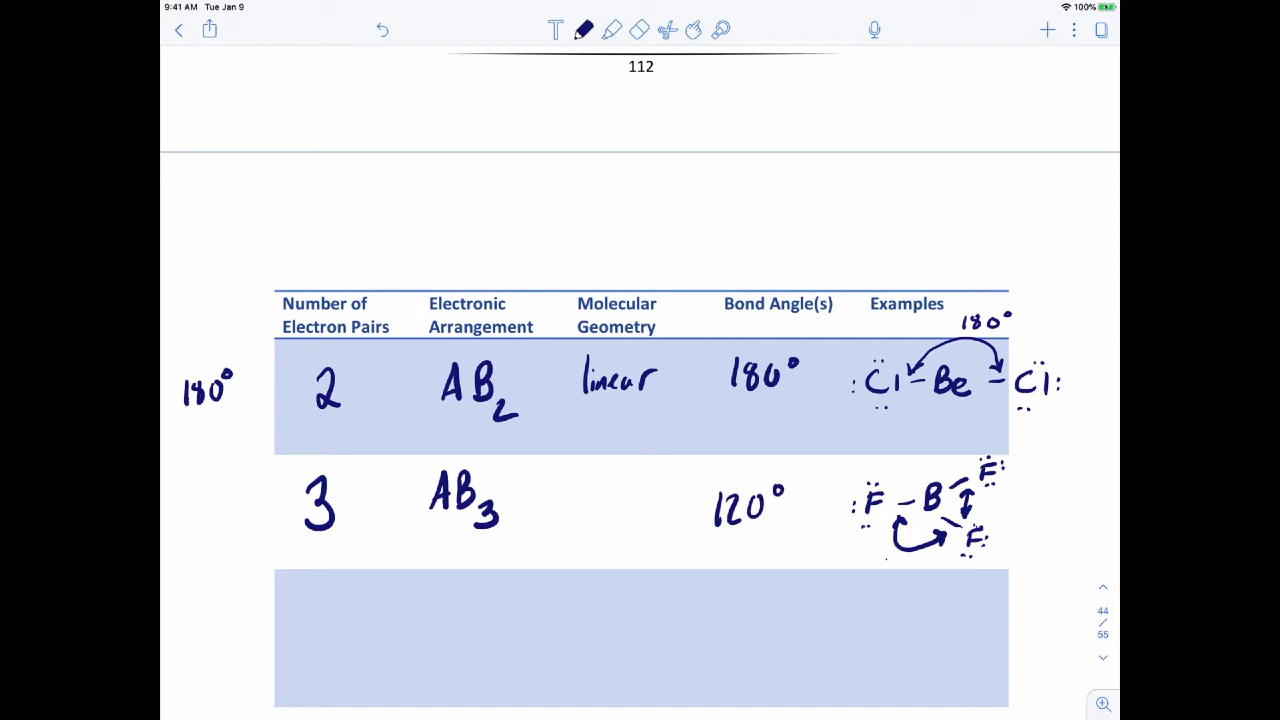 9:41 AM Tue Jan 9
100%
T
112
Number of Electron Pairs
Electronic Arrangement
Molecular Geometry
Bond Angle(s)
Examples
180°
180°
2
AB₂
linear
180°
:Cl - Be - Cl:
3
AB₃
120°
:F - B - F:
F:
44
/
55